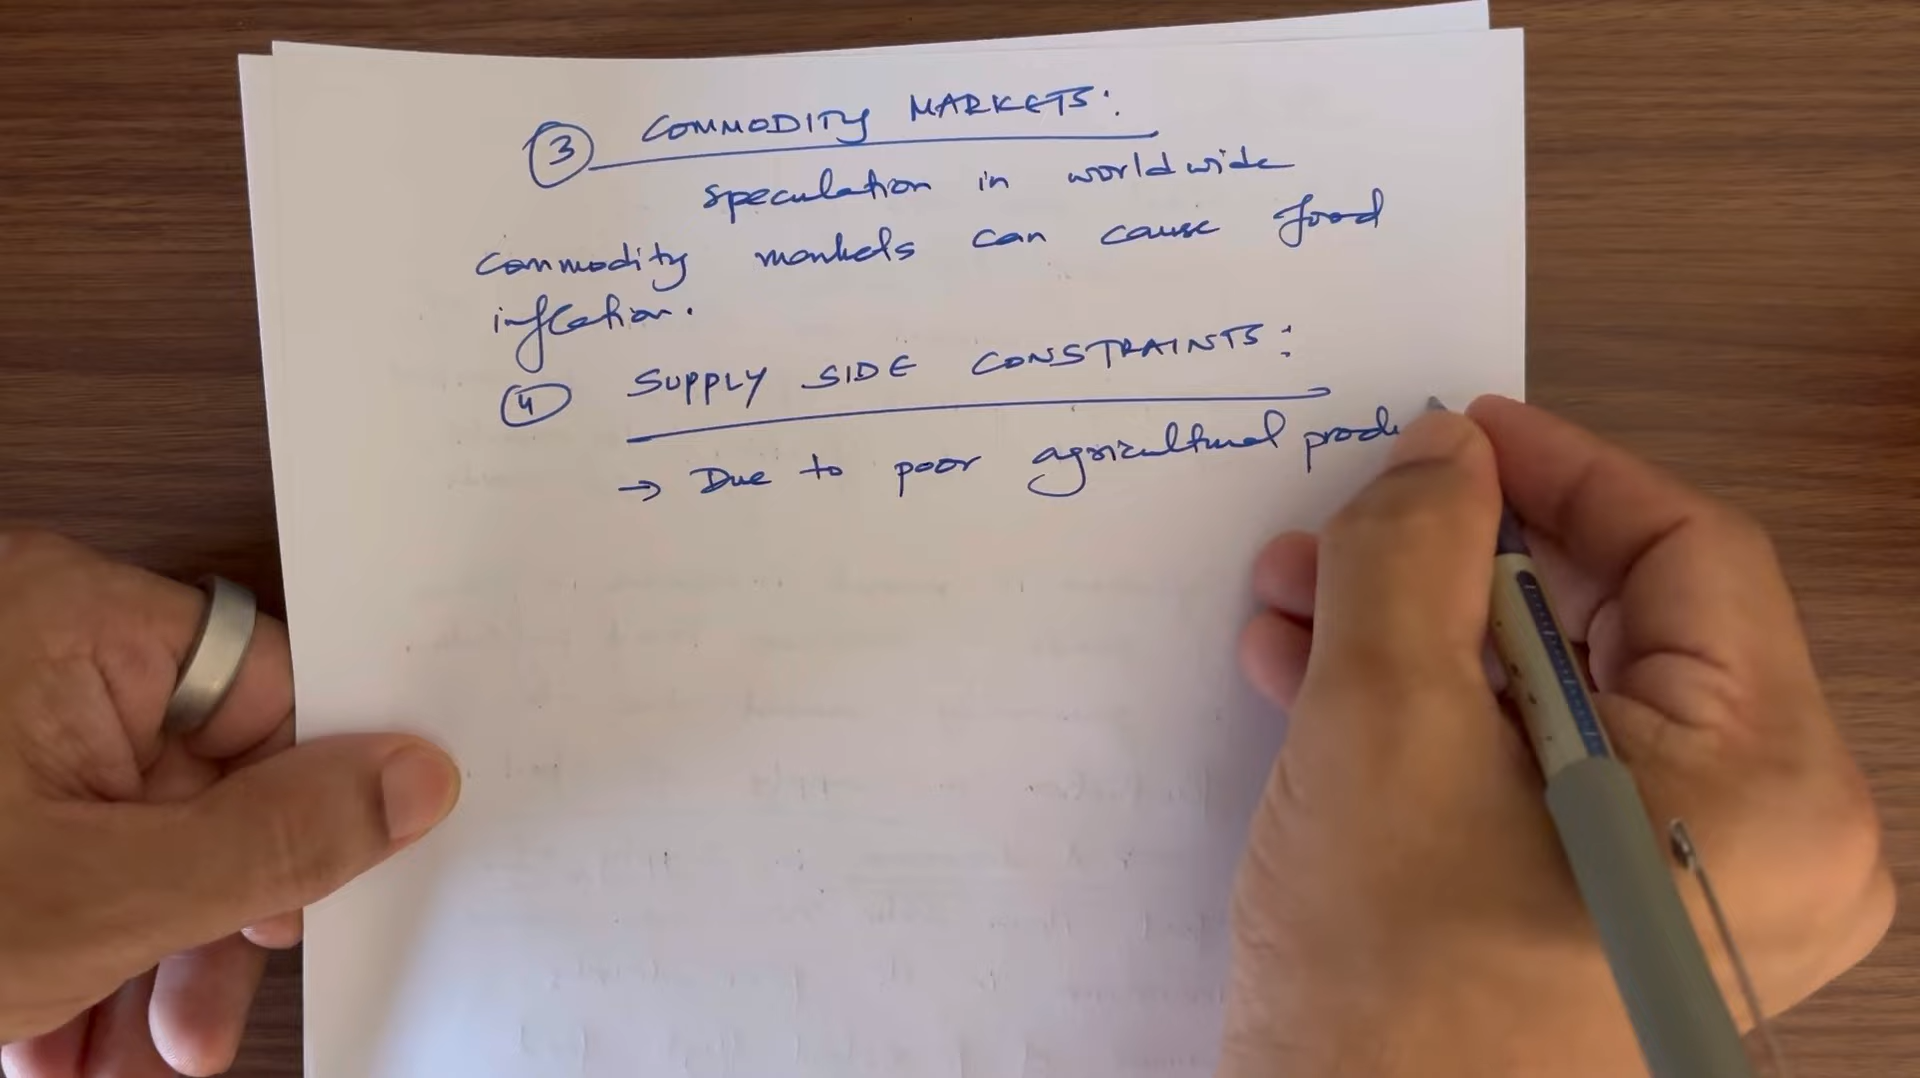 3 COMMODITY MARKETS:
speculation in worldwide
commodity markets can cause food
inflation.
4 SUPPLY SIDE CONSTRAINTS:
→ Due to poor agricultural produ